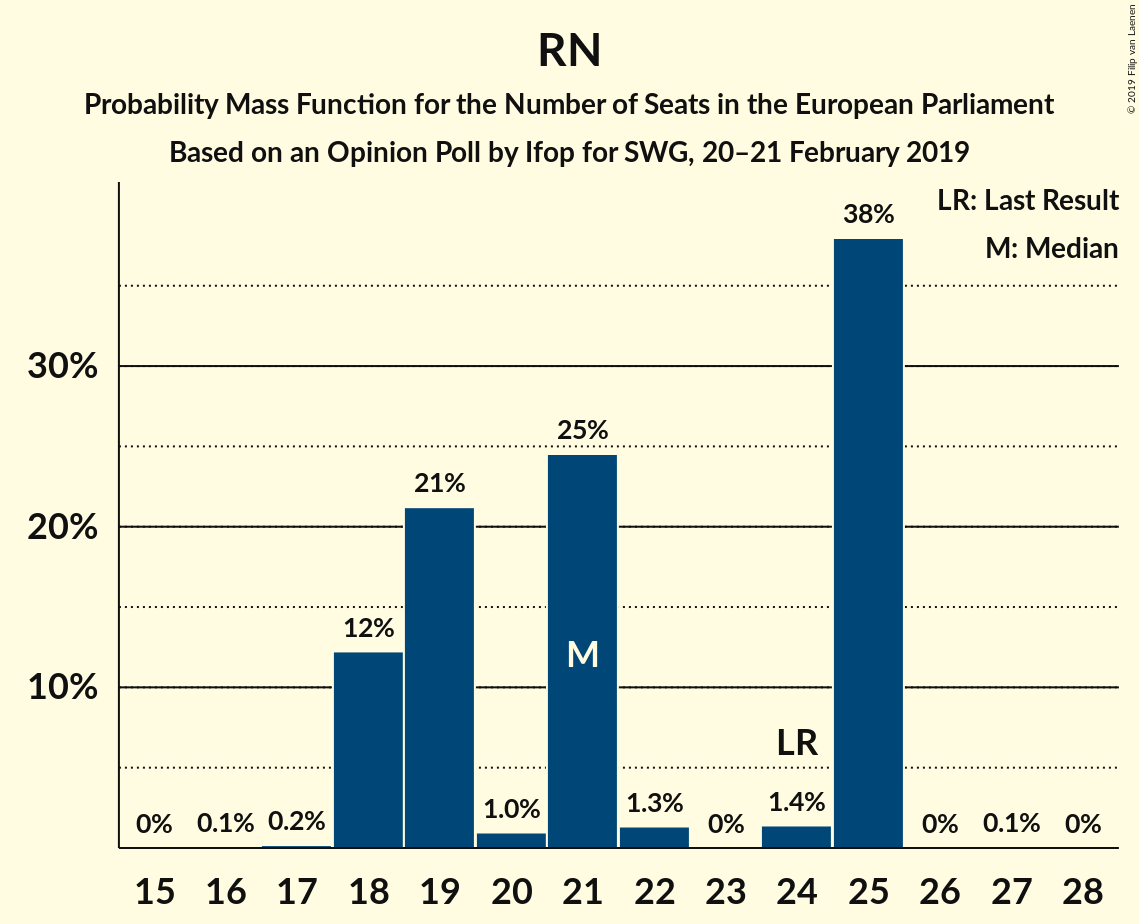 RN
Probability Mass Function for the Number of Seats in the European Parliament
Based on an Opinion Poll by Ifop for SWG, 20–21 February 2019
© 2019 Filip van Laenen
LR: Last Result
M: Median
30%
20%
10%
0%
0.1%
0.2%
12%
21%
1.0%
25%
1.3%
0%
1.4%
38%
0%
0.1%
0%
M
LR
15 16 17 18 19 20 21 22 23 24 25 26 27 28